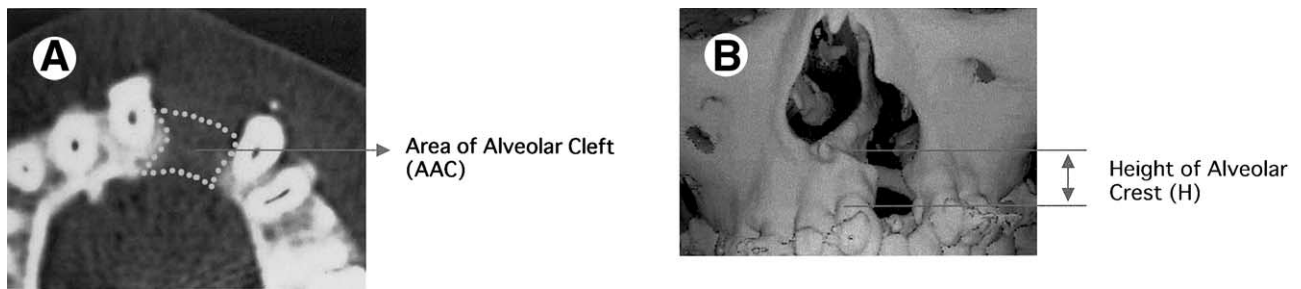 A
Area of Alveolar Cleft
(AAC)
B
Height of Alveolar
Crest (H)